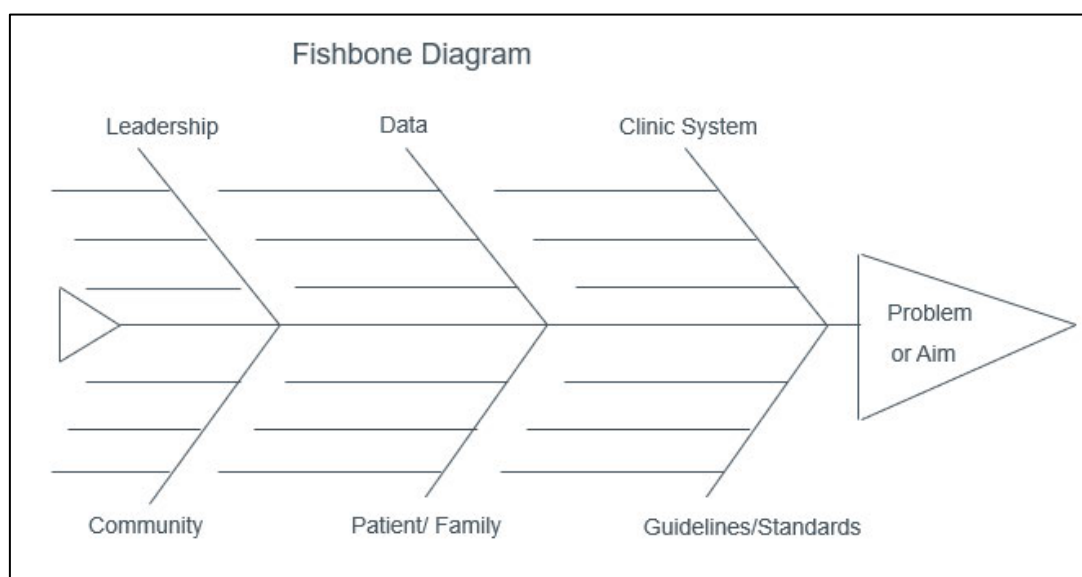 Fishbone Diagram
Leadership
Data
Clinic System
Problem
or Aim
Community
Patient/ Family
Guidelines/Standards